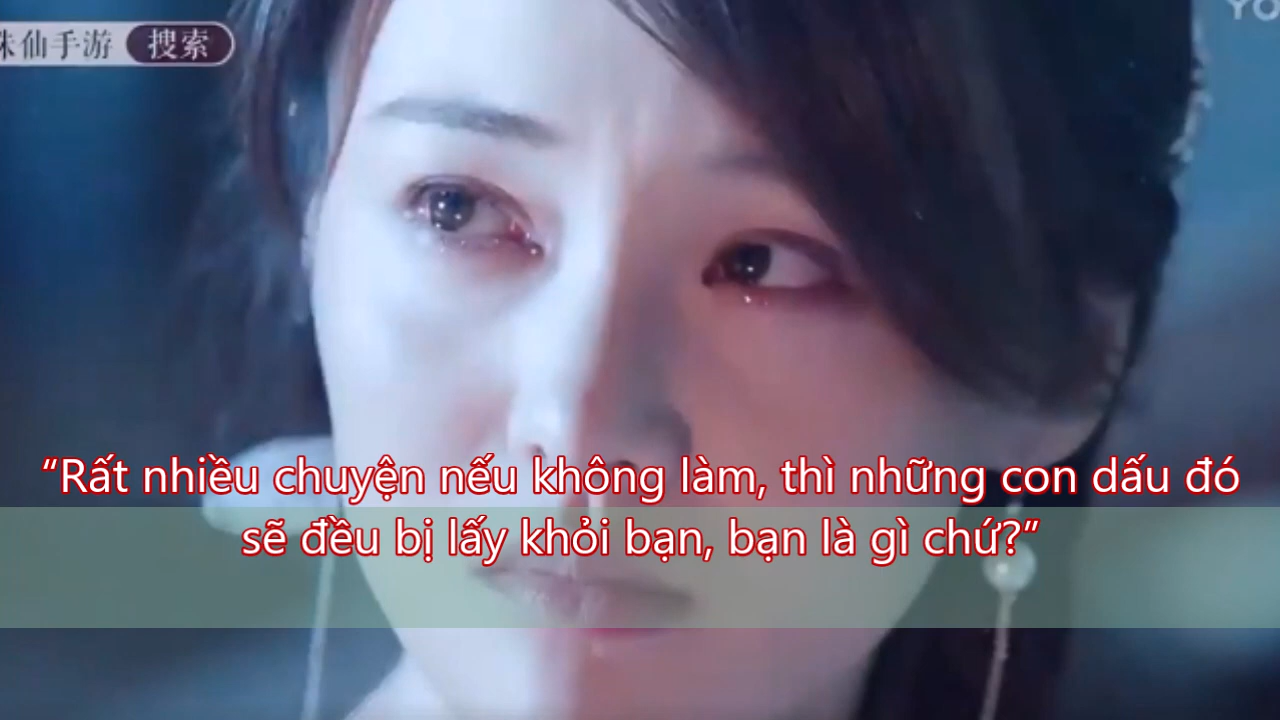 诛仙手游 搜索
YO
“Rất nhiều chuyện nếu không làm, thì những con dấu đó
sẽ đều bị lấy khỏi bạn, bạn là gì chứ?”